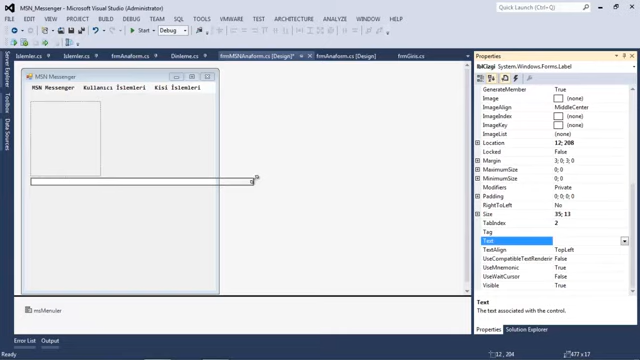 MSN_Messenger - Microsoft Visual Studio (Administrator)
Quick Launch (Ctrl+Q)
FILE EDIT VIEW PROJECT BUILD DEBUG TEAM SQL TOOLS VMWARE TEST ARCHITECTURE ANALYZE WINDOW HELP
Start Debug
Islemler.cs frmAnaform.cs Dinleme.cs frmMSNAnaform.cs [Design]* frmAnaform.cs [Design] frmGiris.cs
Server Explorer
Toolbox
Data Sources
MSN Messenger
MSN Messenger Kullanıcı İşlemleri Kisi İşlemleri
msMenuler
Error List Output
Ready
Properties
lblCizgi System.Windows.Forms.Label
GenerateMember True
Image (none)
ImageAlign MiddleCenter
ImageIndex (none)
ImageKey (none)
ImageList (none)
Location 12; 208
Locked False
Margin 3; 0; 3; 0
MaximumSize 0; 0
MinimumSize 0; 0
Modifiers Private
Padding 0; 0; 0; 0
RightToLeft No
Size 35; 13
TabIndex 2
Tag
Text
TextAlign TopLeft
UseCompatibleTextRendering False
UseMnemonic True
UseWaitCursor False
Visible True
Text
The text associated with the control.
Properties Solution Explorer
12 , 204
477 x 17